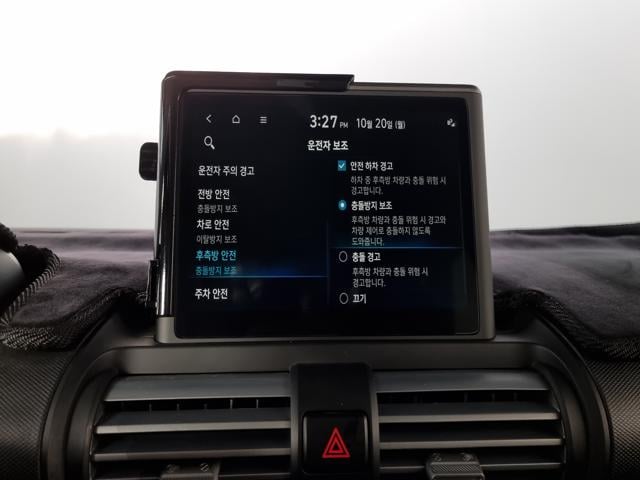 3:27 PM 10월 20일 (월)
운전자 보조
운전자 주의 경고
전방 안전
충돌방지 보조
차로 안전
이탈방지 보조
후측방 안전
충돌방지 보조
주차 안전
안전 하차 경고
하차 중 후측방 차량과 충돌 위험 시
경고합니다.
충돌방지 보조
후측방 차량과 충돌 위험 시 경고와
차량 제어로 충돌하지 않도록
도와줍니다.
충돌 경고
후측방 차량과 충돌 위험 시
경고합니다.
끄기